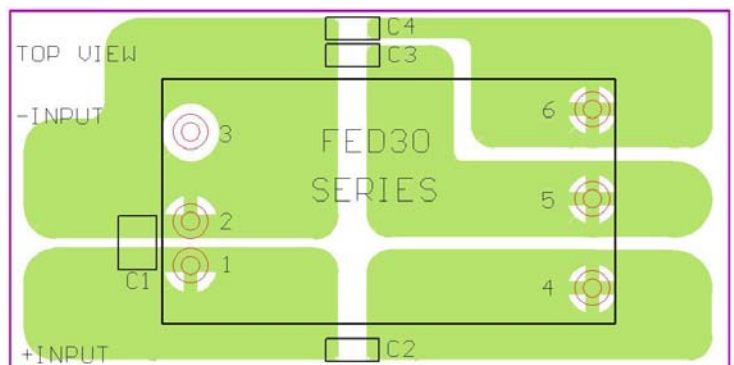 C4
TOP VIEW
C3
-INPUT
6
3
FED30
SERIES
5
2
1
C1
4
C2
+INPUT